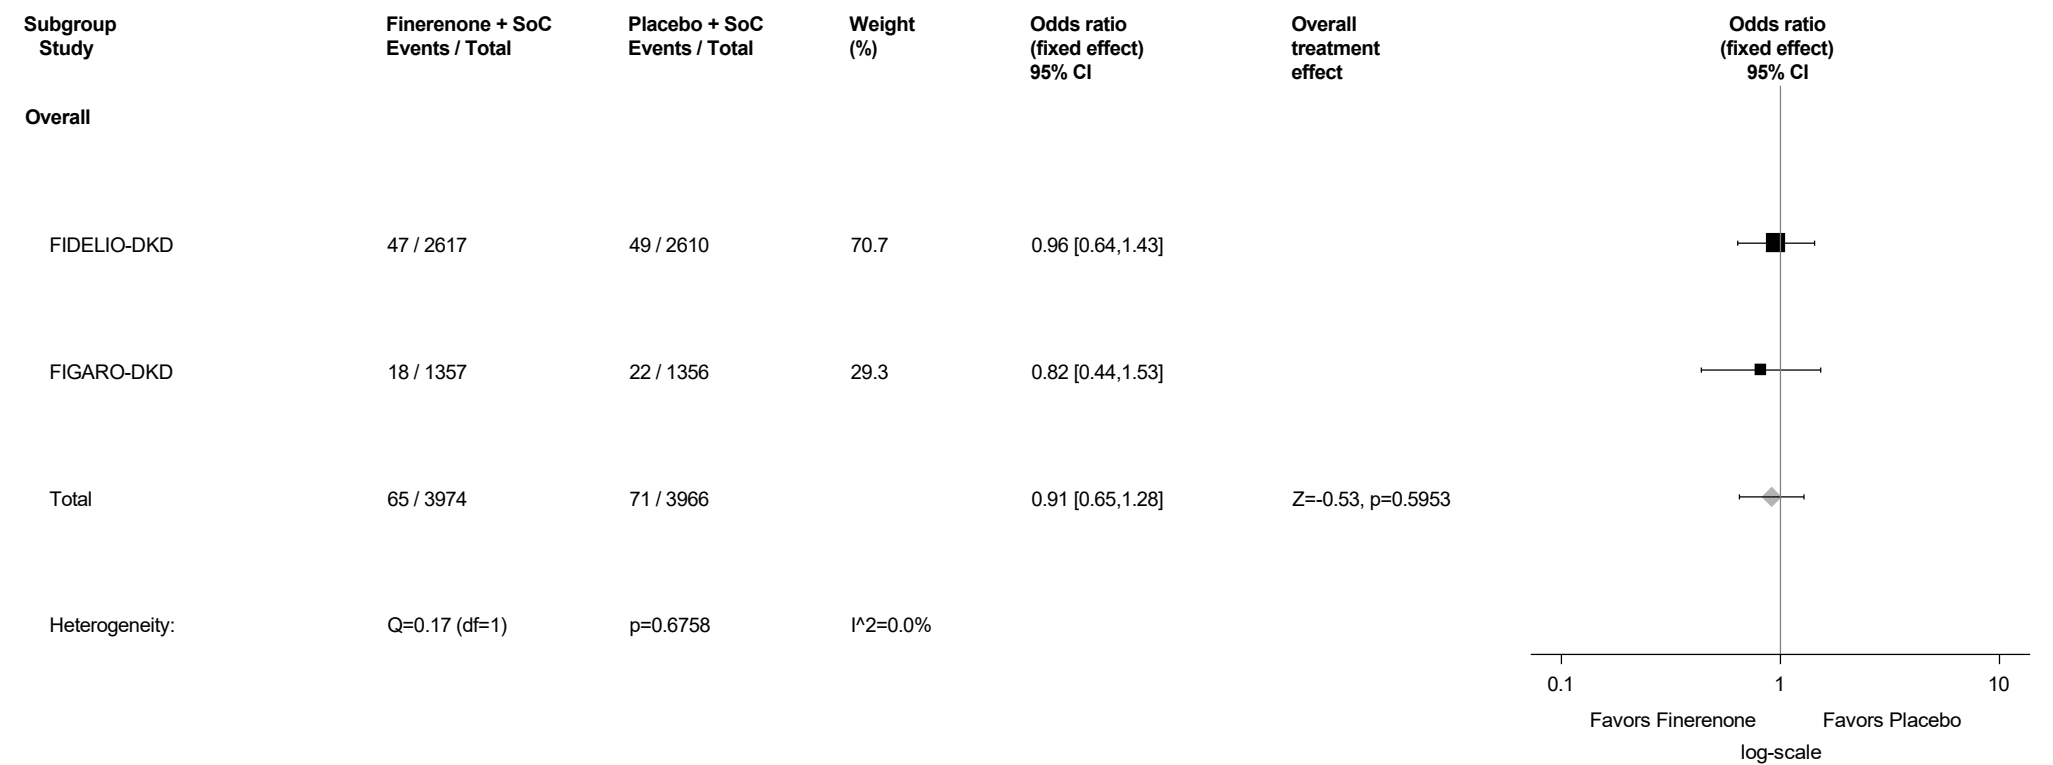 Subgroup Finerenone + SoC Placebo + SoC Weight Odds ratio Overall Odds ratio
Study Events / Total Events / Total (%) (fixed effect) treatment (fixed effect)
95% CI effect 95% CI
Overall
FIDELIO-DKD 47 / 2617 49 / 2610 70.7 0.96 [0.64,1.43]
FIGARO-DKD 18 / 1357 22 / 1356 29.3 0.82 [0.44,1.53]
Total 65 / 3974 71 / 3966 0.91 [0.65,1.28] Z=-0.53, p=0.5953
Heterogeneity: Q=0.17 (df=1) p=0.6758 I^2=0.0%
0.1 1 10
Favors Finerenone Favors Placebo
log-scale